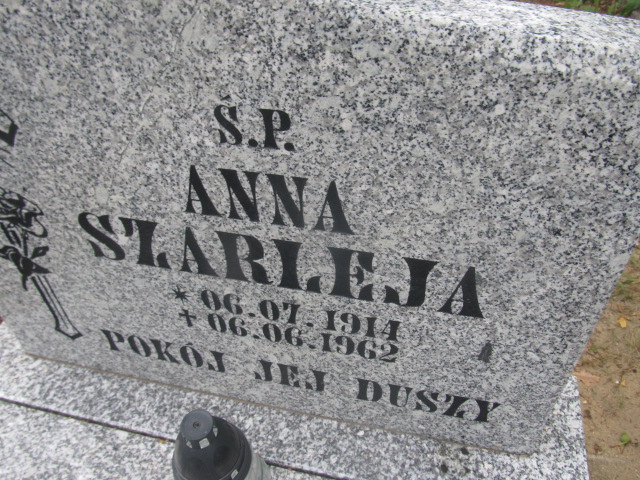 Ś.P.
ANNA
SZARLEJA
* 06.07.1914
+ 06.06.1962
POKÓJ JEJ DUSZY